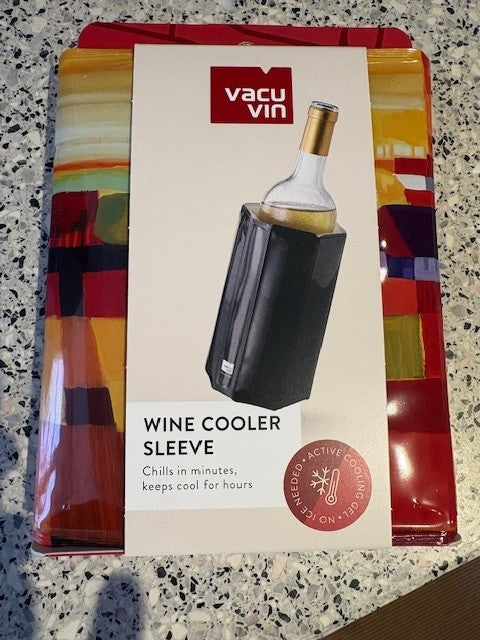 vacu
vin
WINE COOLER
SLEEVE
Chills in minutes,
keeps cool for hours
• ACTIVE COOLING GEL • NO ICE NEEDED